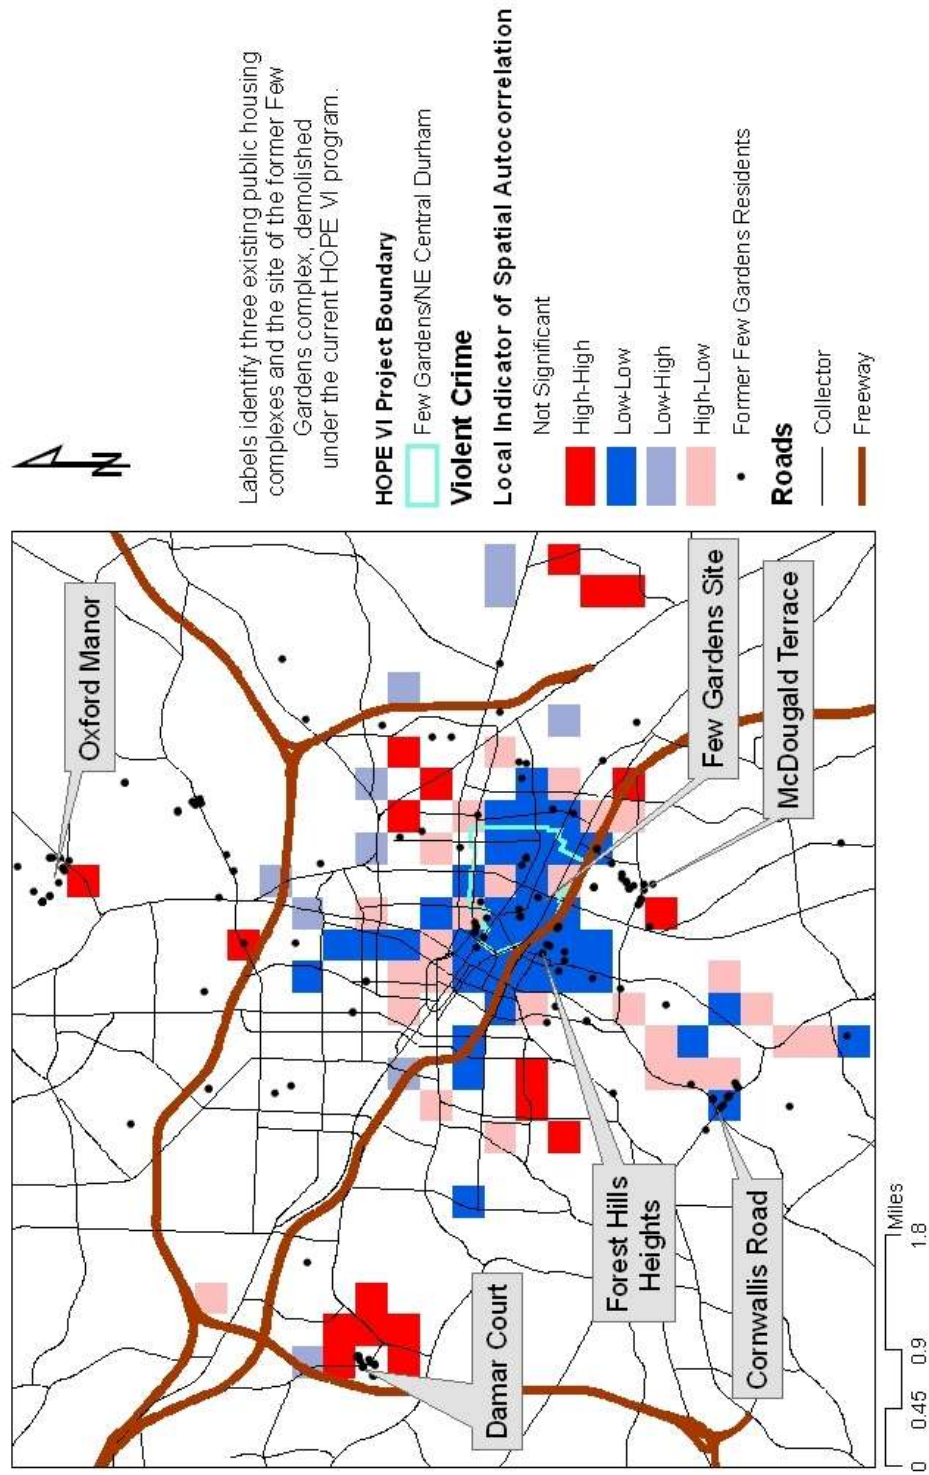 N
Labels identify three existing public housing
complexes and the site of the former Few
Gardens complex, demolished
under the current HOPE VI program.
HOPE VI Project Boundary
Few Gardens/NE Central Durham
Violent Crime
Local Indicator of Spatial Autocorrelation
Not Significant
High-High
Low-Low
Low-High
High-Low
Former Few Gardens Residents
Roads
Collector
Freeway
Oxford Manor
Damar Court
Forest Hills
Heights
Cornwallis Road
Few Gardens Site
McDougald Terrace
0 0.45 0.9 1.8
Miles